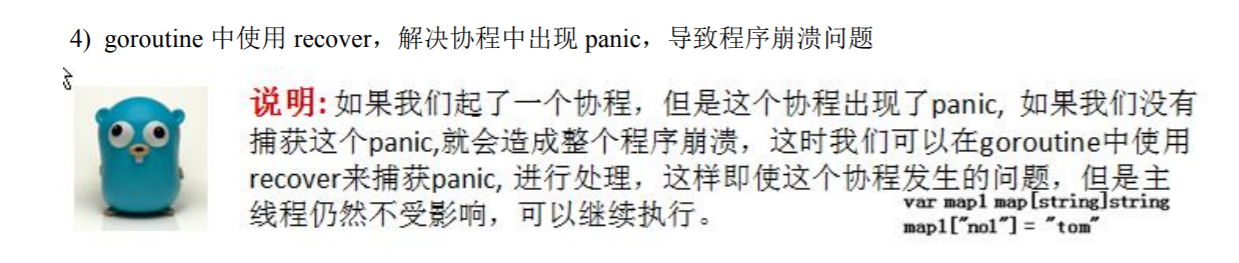 4) goroutine 中使用 recover，解决协程中出现 panic，导致程序崩溃问题
说明: 如果我们起了一个协程，但是这个协程出现了panic, 如果我们没有
捕获这个panic,就会造成整个程序崩溃，这时我们可以在goroutine中使用
recover来捕获panic, 进行处理，这样即使这个协程发生的问题，但是主
线程仍然不受影响，可以继续执行。
var map1 map[string]string
map1["no1"] = "tom"